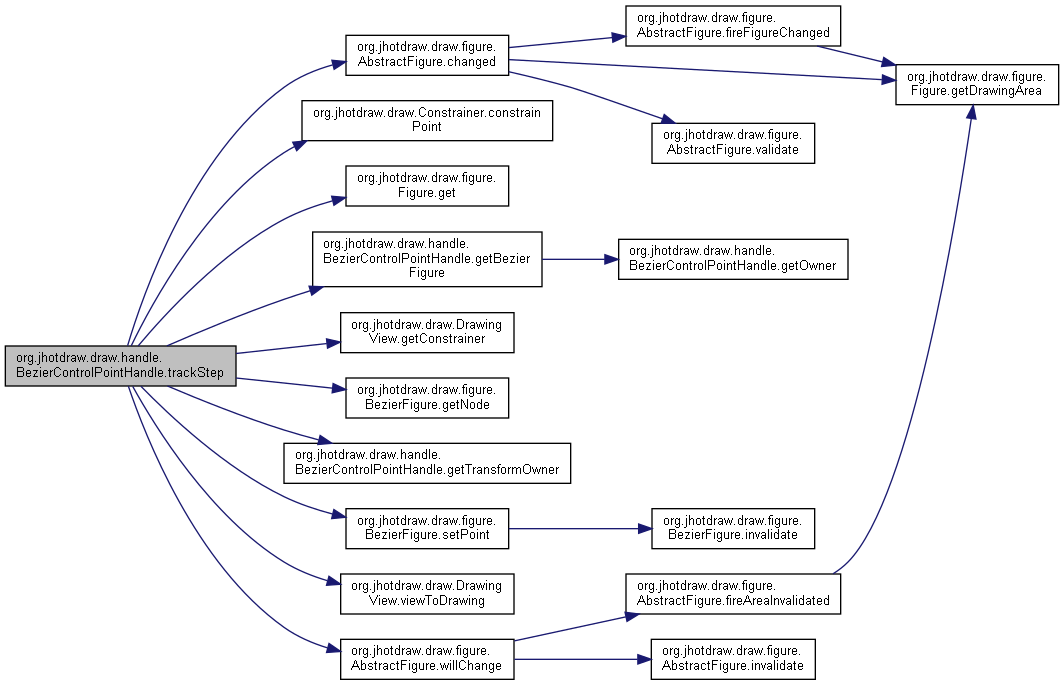 org.jhotdraw.draw.handle.
BezierControlPointHandle.trackStep
org.jhotdraw.draw.figure.
AbstractFigure.changed
org.jhotdraw.draw.Constrainer.constrain
Point
org.jhotdraw.draw.figure.
Figure.get
org.jhotdraw.draw.handle.
BezierControlPointHandle.getBezier
Figure
org.jhotdraw.draw.Drawing
View.getConstrainer
org.jhotdraw.draw.figure.
BezierFigure.getNode
org.jhotdraw.draw.handle.
BezierControlPointHandle.getTransformOwner
org.jhotdraw.draw.figure.
BezierFigure.setPoint
org.jhotdraw.draw.Drawing
View.viewToDrawing
org.jhotdraw.draw.figure.
AbstractFigure.willChange
org.jhotdraw.draw.figure.
AbstractFigure.fireFigureChanged
org.jhotdraw.draw.figure.
AbstractFigure.validate
org.jhotdraw.draw.handle.
BezierControlPointHandle.getOwner
org.jhotdraw.draw.figure.
BezierFigure.invalidate
org.jhotdraw.draw.figure.
AbstractFigure.fireAreaInvalidated
org.jhotdraw.draw.figure.
AbstractFigure.invalidate
org.jhotdraw.draw.figure.
Figure.getDrawingArea